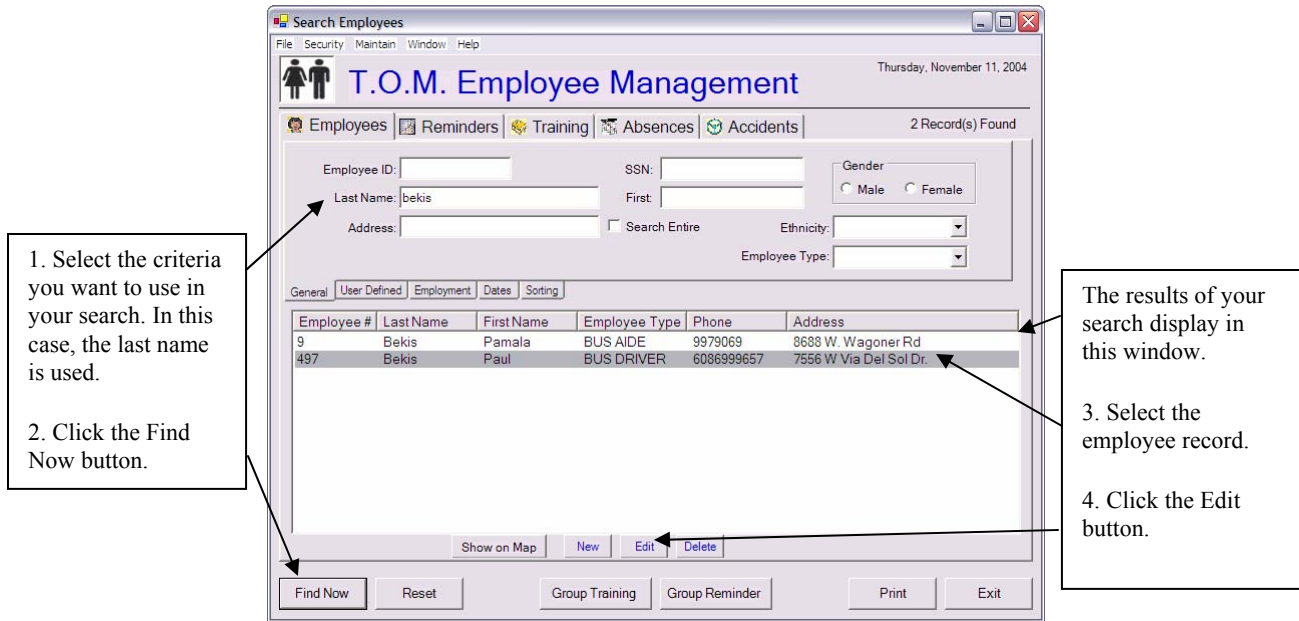 Search Employees
File Security Maintain Window Help
T.O.M. Employee Management
Thursday, November 11, 2004
Employees Reminders Training Absences Accidents
2 Record(s) Found
Employee ID:
SSN:
Gender
Male Female
Last Name: bekis
First:
Address:
Search Entire
Ethnicity:
Employee Type:
General User Defined Employment Dates Sorting
Employee # Last Name First Name Employee Type Phone Address
9 Bekis Pamala BUS AIDE 9979069 8688 W. Wagoner Rd
497 Bekis Paul BUS DRIVER 6086999657 7556 W Via Del Sol Dr.
Show on Map New Edit Delete
Find Now Reset Group Training Group Reminder Print Exit
1. Select the criteria
you want to use in
your search. In this
case, the last name
is used.
2. Click the Find
Now button.
The results of your
search display in
this window.
3. Select the
employee record.
4. Click the Edit
button.